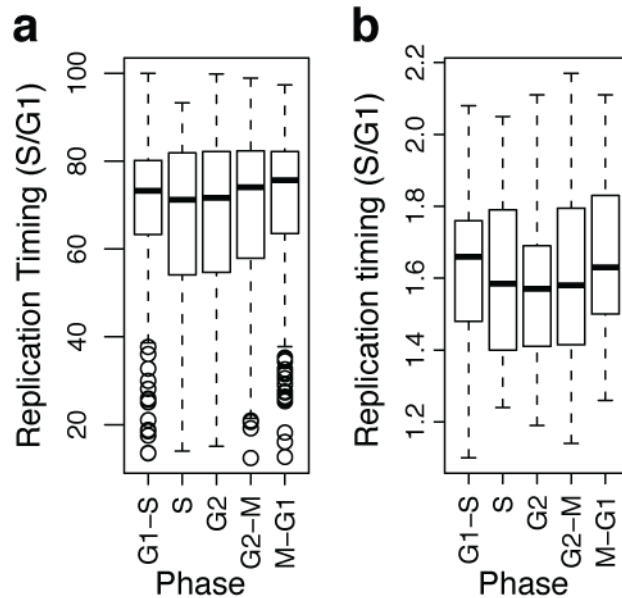 a
Replication Timing (S/G1)
100
80
60
40
20
G1-S
S
G2
G2-M
M-G1
Phase
b
Replication timing (S/G1)
2.2
2.0
1.8
1.6
1.4
1.2
G1-S
S
G2
G2-M
M-G1
Phase